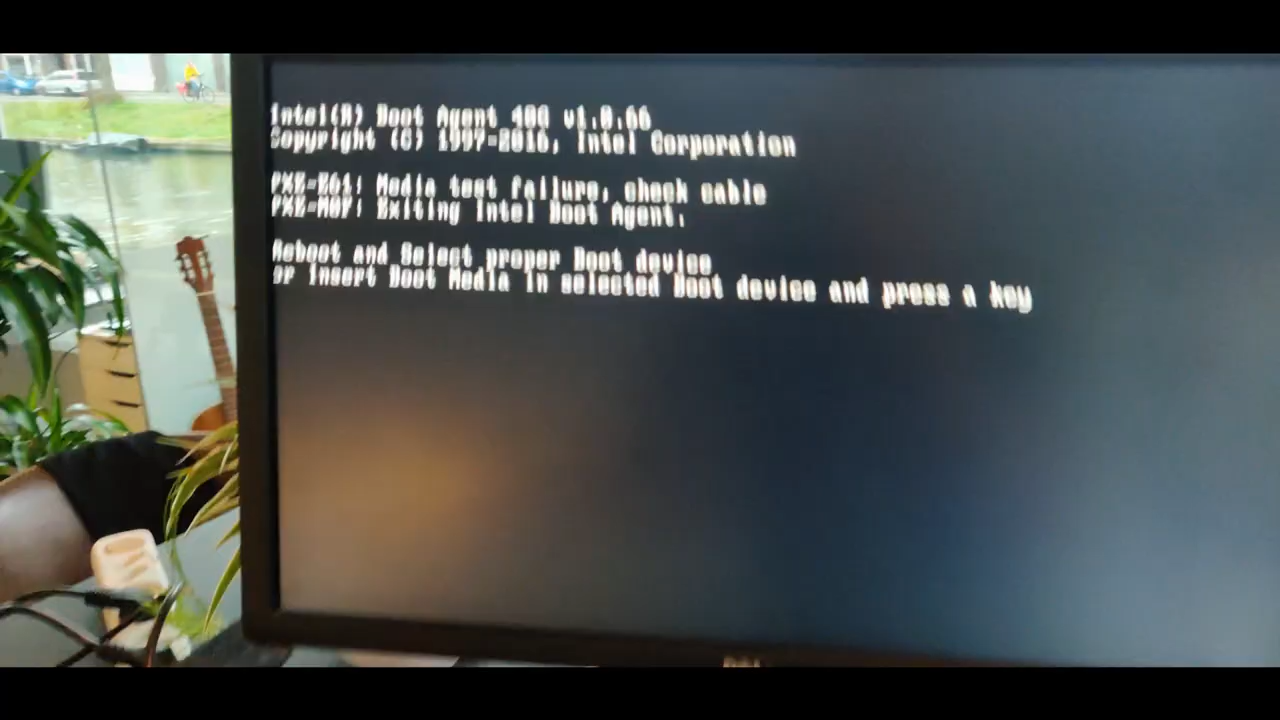 Intel(R) Boot Agent 40G v1.0.66
Copyright (C) 1997-2016, Intel Corporation
PXE-E61: Media test failure, check cable
PXE-M0F: Exiting Intel Boot Agent.
Reboot and Select proper Boot device
or Insert Boot Media in selected Boot device and press a key